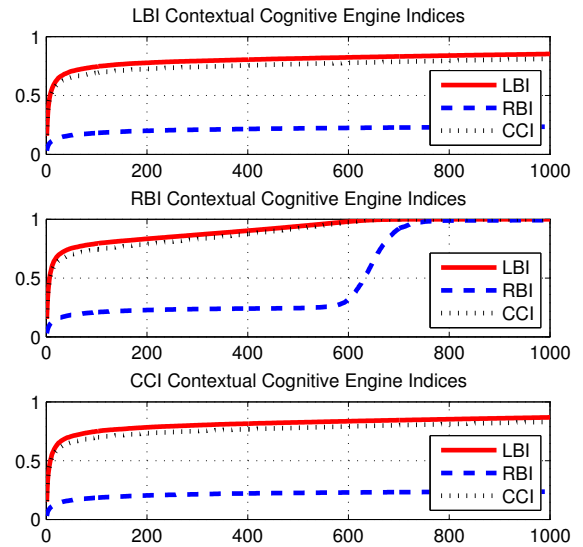 LBI Contextual Cognitive Engine Indices
1
0.5
0
LBI
RBI
CCI
0 200 400 600 800 1000
RBI Contextual Cognitive Engine Indices
1
0.5
0
LBI
RBI
CCI
0 200 400 600 800 1000
CCI Contextual Cognitive Engine Indices
1
0.5
0
LBI
RBI
CCI
0 200 400 600 800 1000